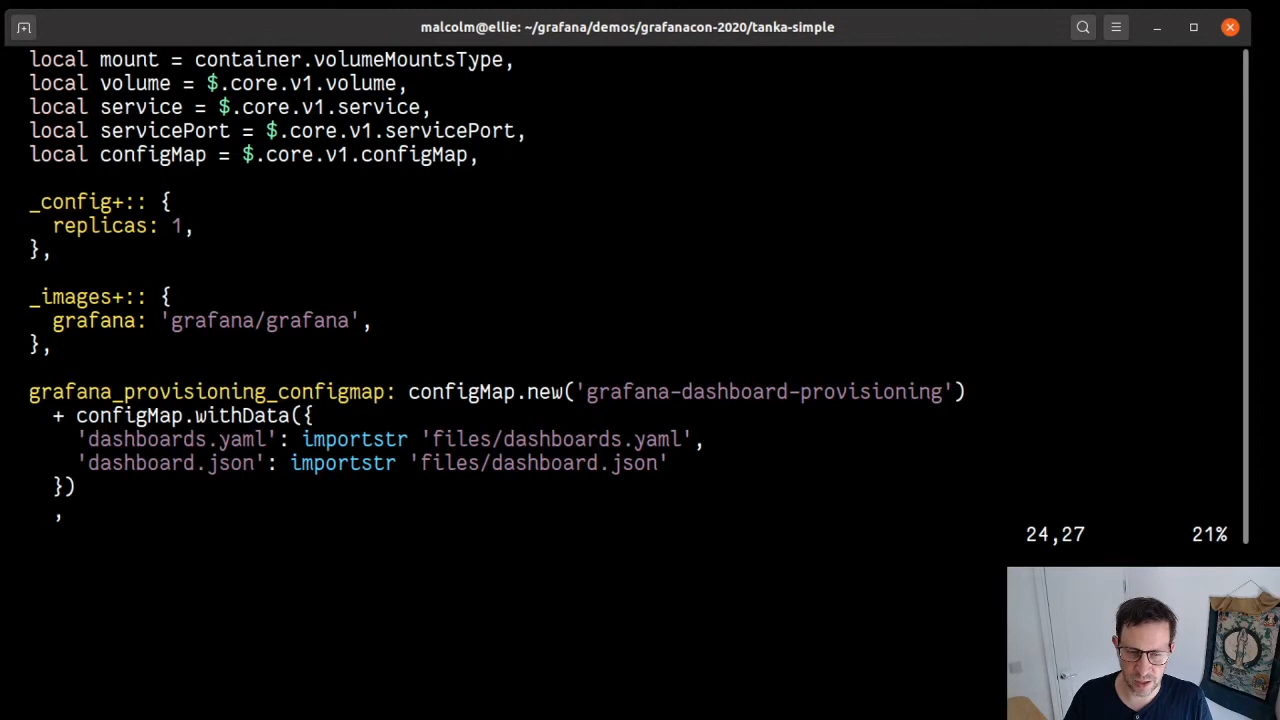 malcolm@ellie: ~/grafana/demos/grafanacon-2020/tanka-simple
local mount = container.volumeMountsType,
local volume = $.core.v1.volume,
local service = $.core.v1.service,
local servicePort = $.core.v1.servicePort,
local configMap = $.core.v1.configMap,
_config+:: {
replicas: 1,
},
_images+:: {
grafana: 'grafana/grafana',
},
grafana_provisioning_configmap: configMap.new('grafana-dashboard-provisioning')
+ configMap.withData({
'dashboards.yaml': importstr 'files/dashboards.yaml',
'dashboard.json': importstr 'files/dashboard.json'
})
,
24,27 21%